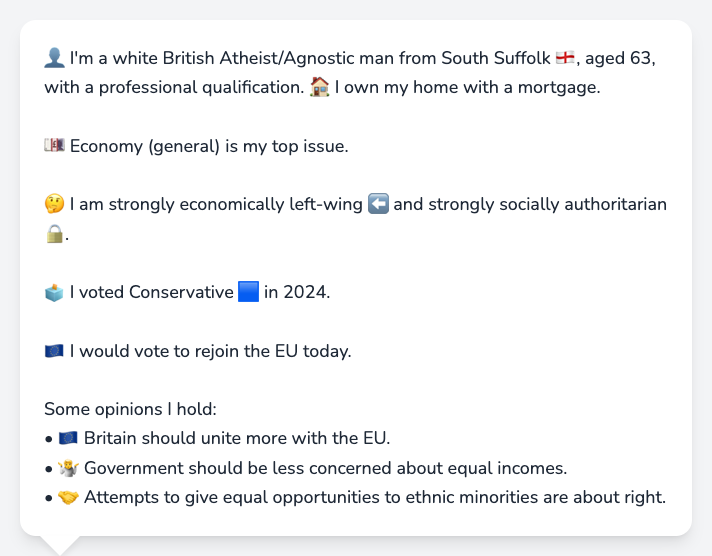 👤 I'm a white British Atheist/Agnostic man from South Suffolk 🏴󠁧󠁢󠁥󠁮󠁧󠁿, aged 63,
with a professional qualification. 🏠 I own my home with a mortgage.
💷 Economy (general) is my top issue.
🤔 I am strongly economically left-wing ⬅️ and strongly socially authoritarian
🔒.
🗳️ I voted Conservative 🟦 in 2024.
🇪🇺 I would vote to rejoin the EU today.
Some opinions I hold:
• 🇪🇺 Britain should unite more with the EU.
• 🤷 Government should be less concerned about equal incomes.
• 🤝 Attempts to give equal opportunities to ethnic minorities are about right.